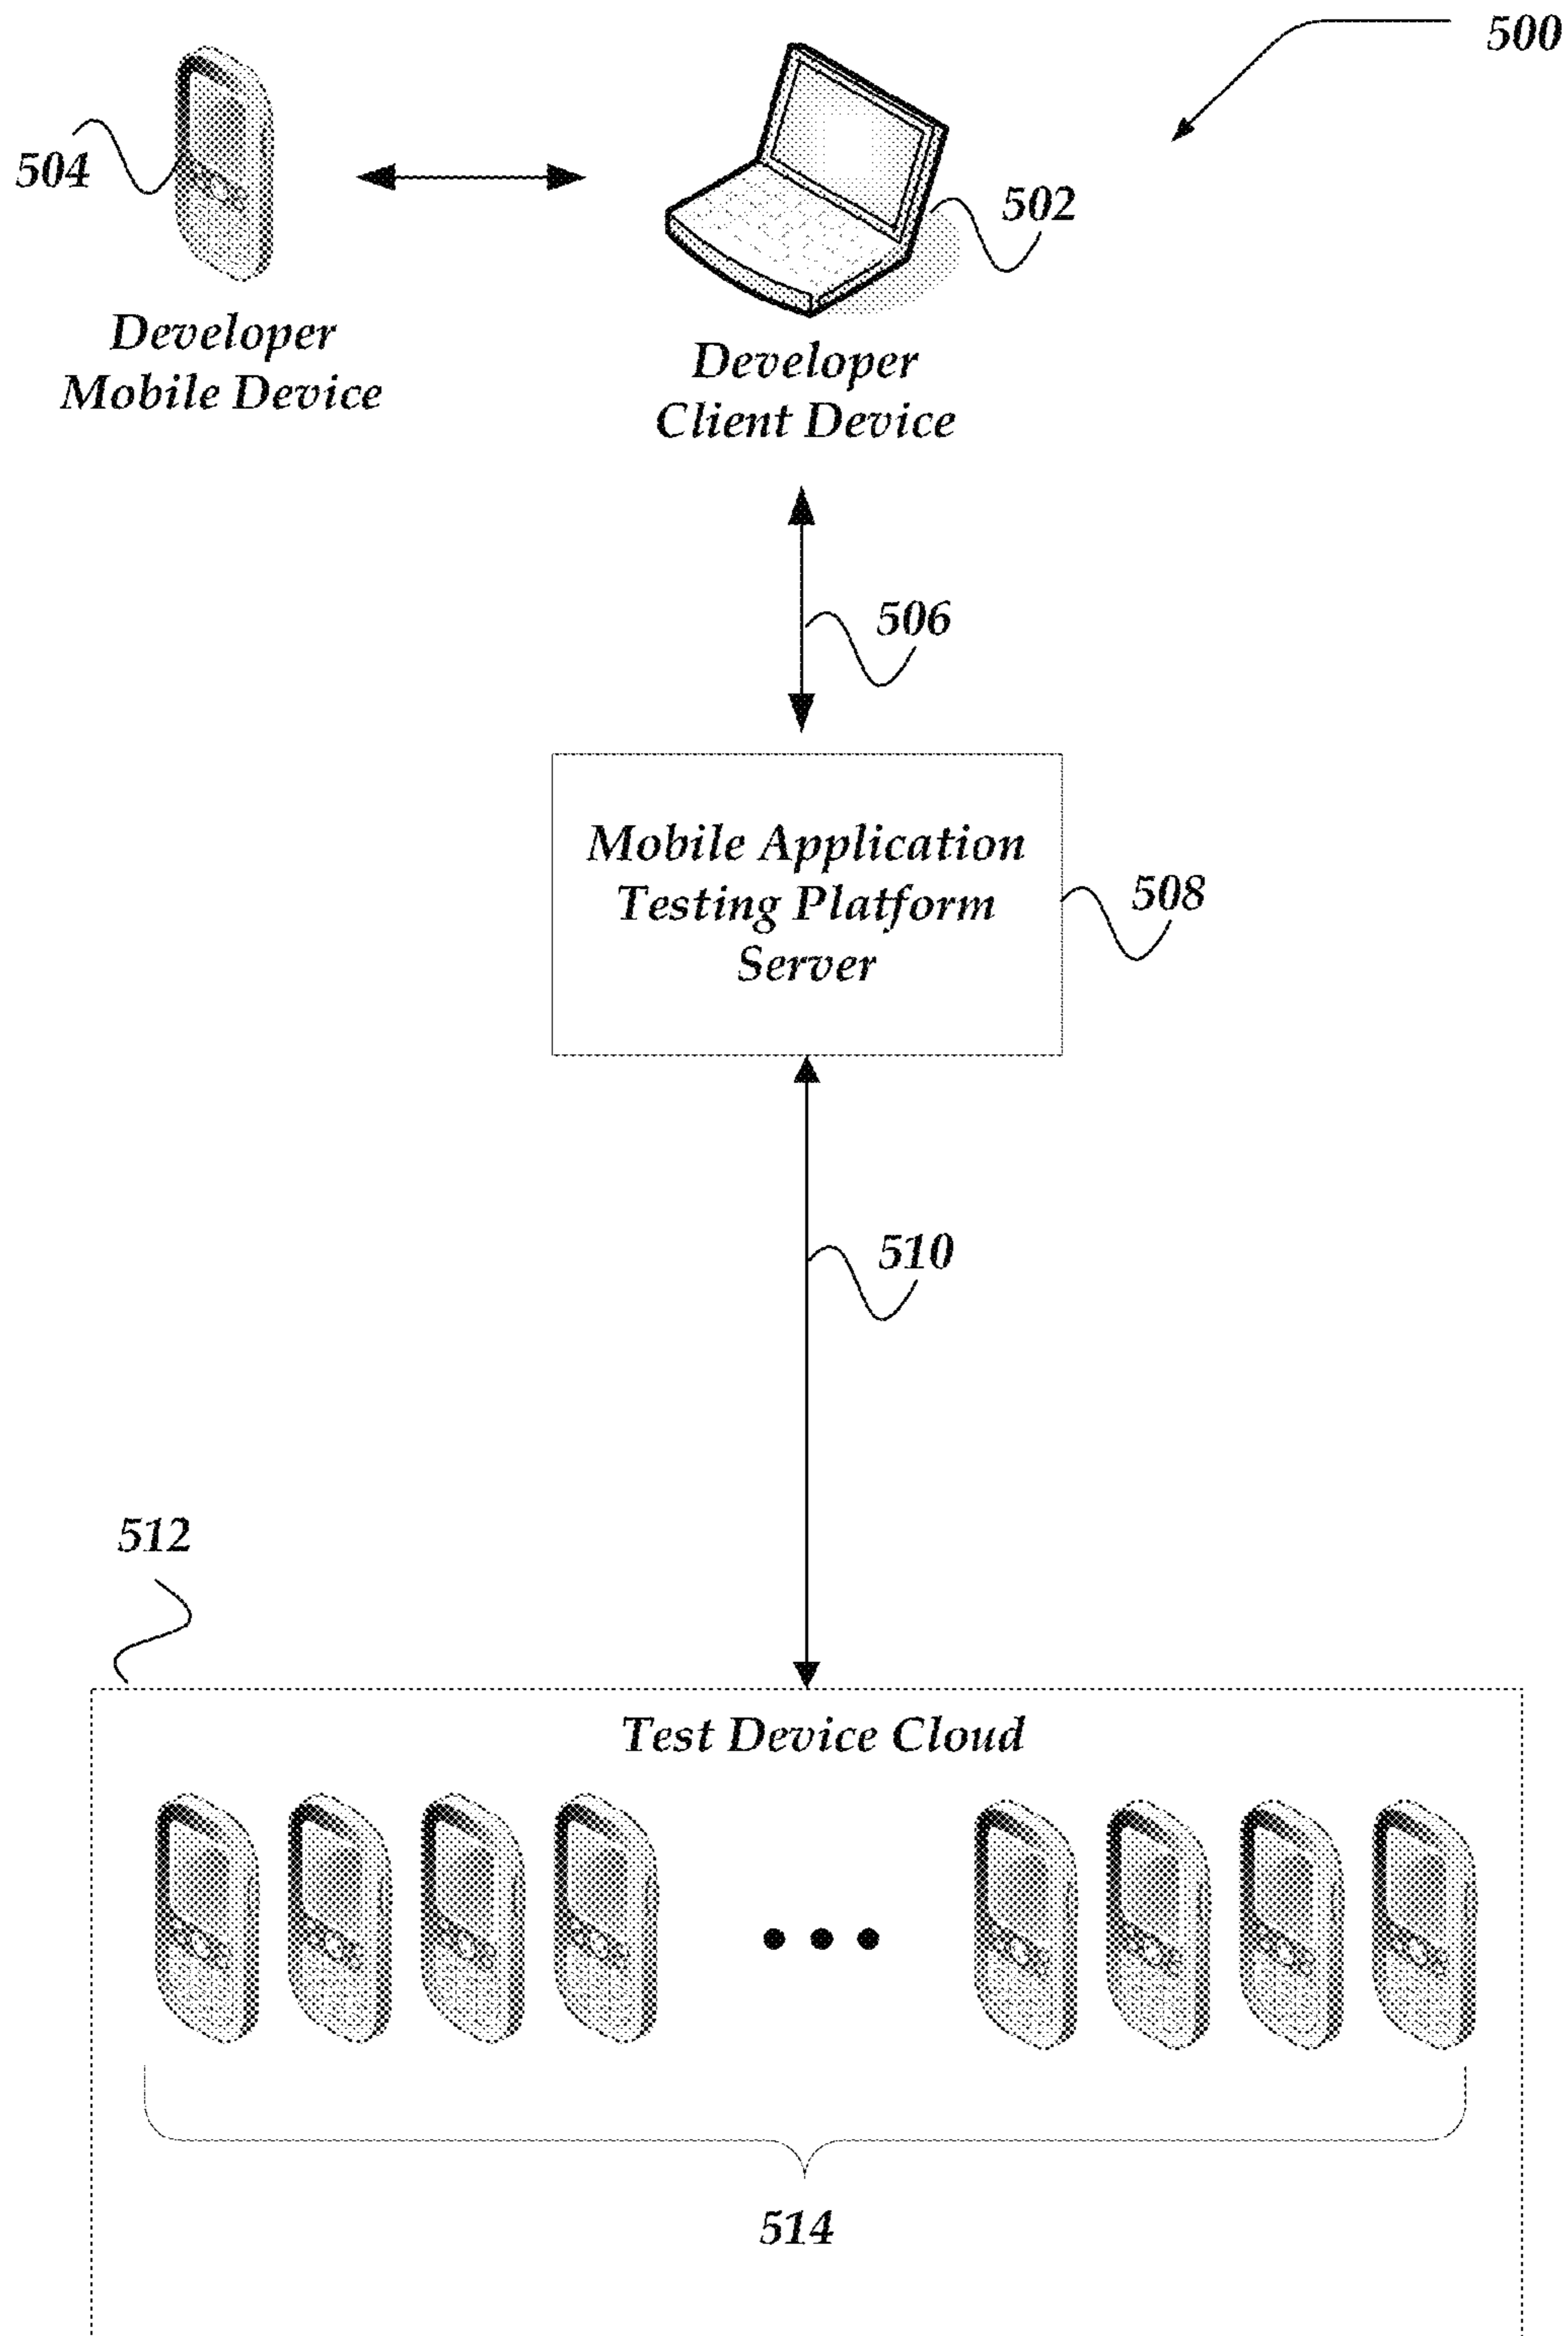 500
504
502
Developer
Mobile Device
Developer
Client Device
506
Mobile Application
Testing Platform
Server
508
510
512
Test Device Cloud
514